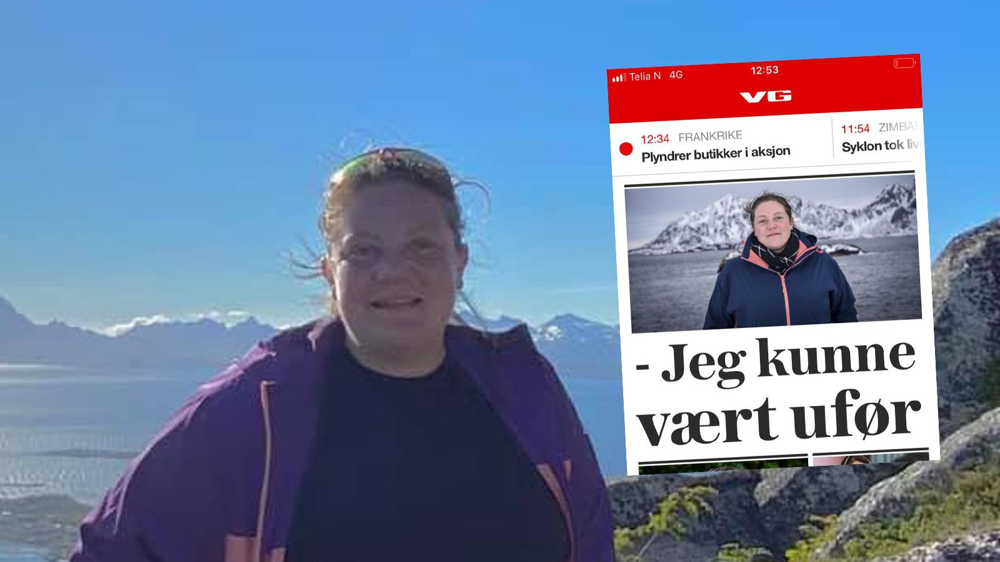 Telia N 4G 12:53
VG
12:34 FRANKRIKE
Plyndrer butikker i aksjon
11:54
Syklon tok
- Jeg kunne
vært ufør